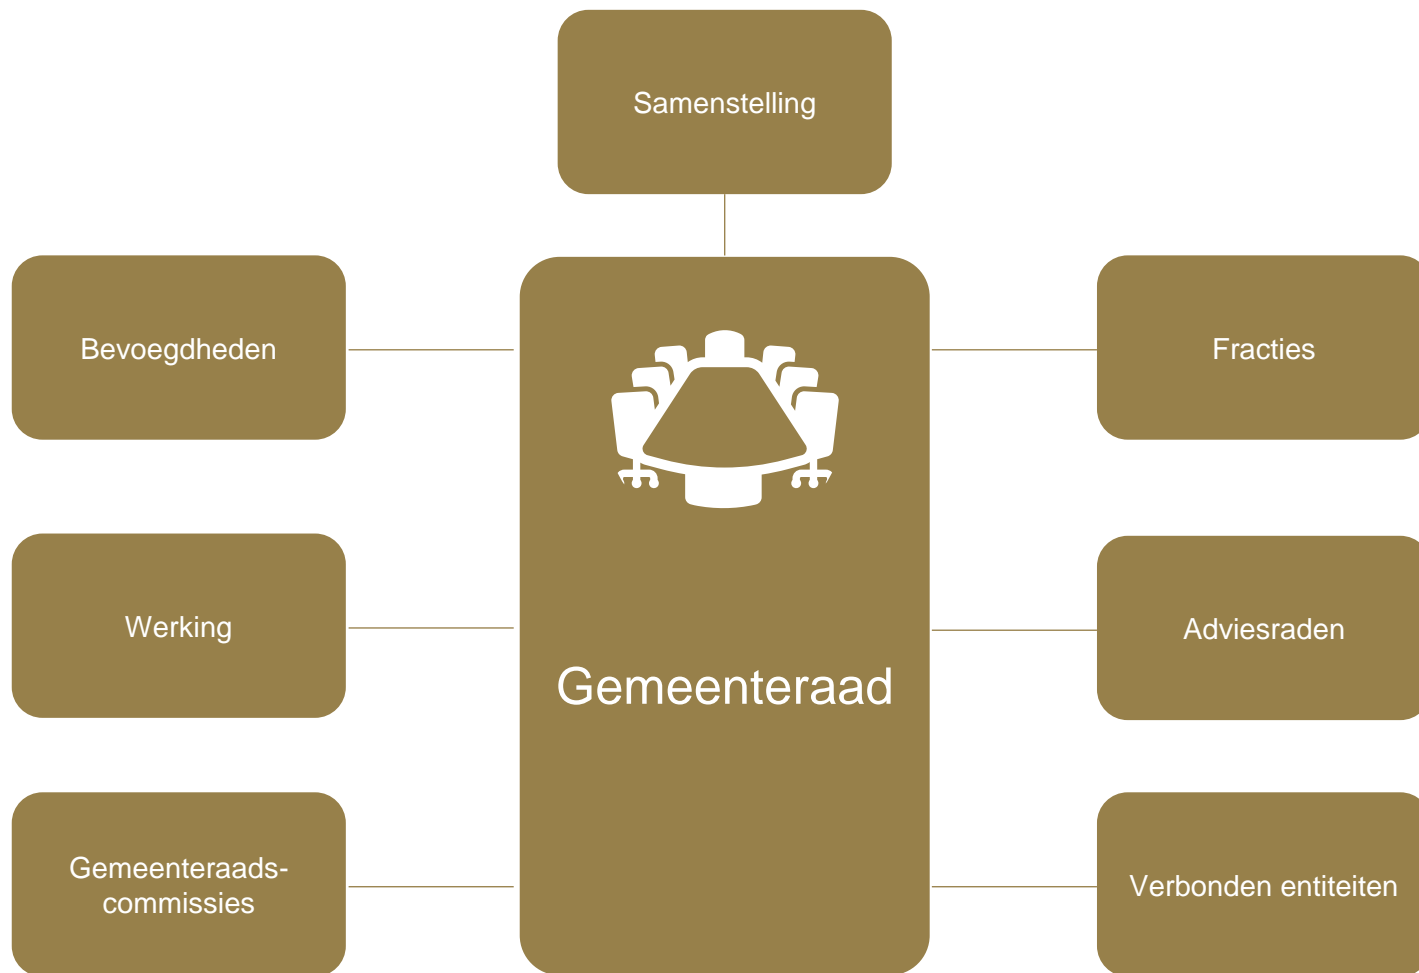 Samenstelling
Bevoegdheden
Fracties
Werking
Adviesraden
Gemeenteraad
Gemeenteraads-
commissies
Verbonden entiteiten